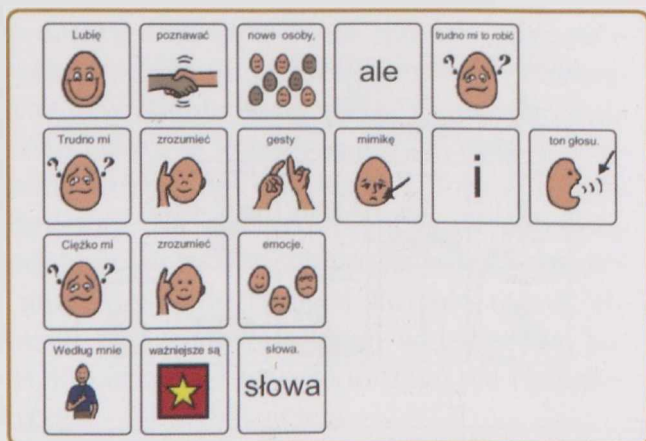 Lubię poznawać nowe osoby, ale trudno mi to robić
Trudno mi zrozumieć gesty mimikę i ton głosu.
Ciężko mi zrozumieć emocje.
Według mnie ważniejsze są słowa.
słowa